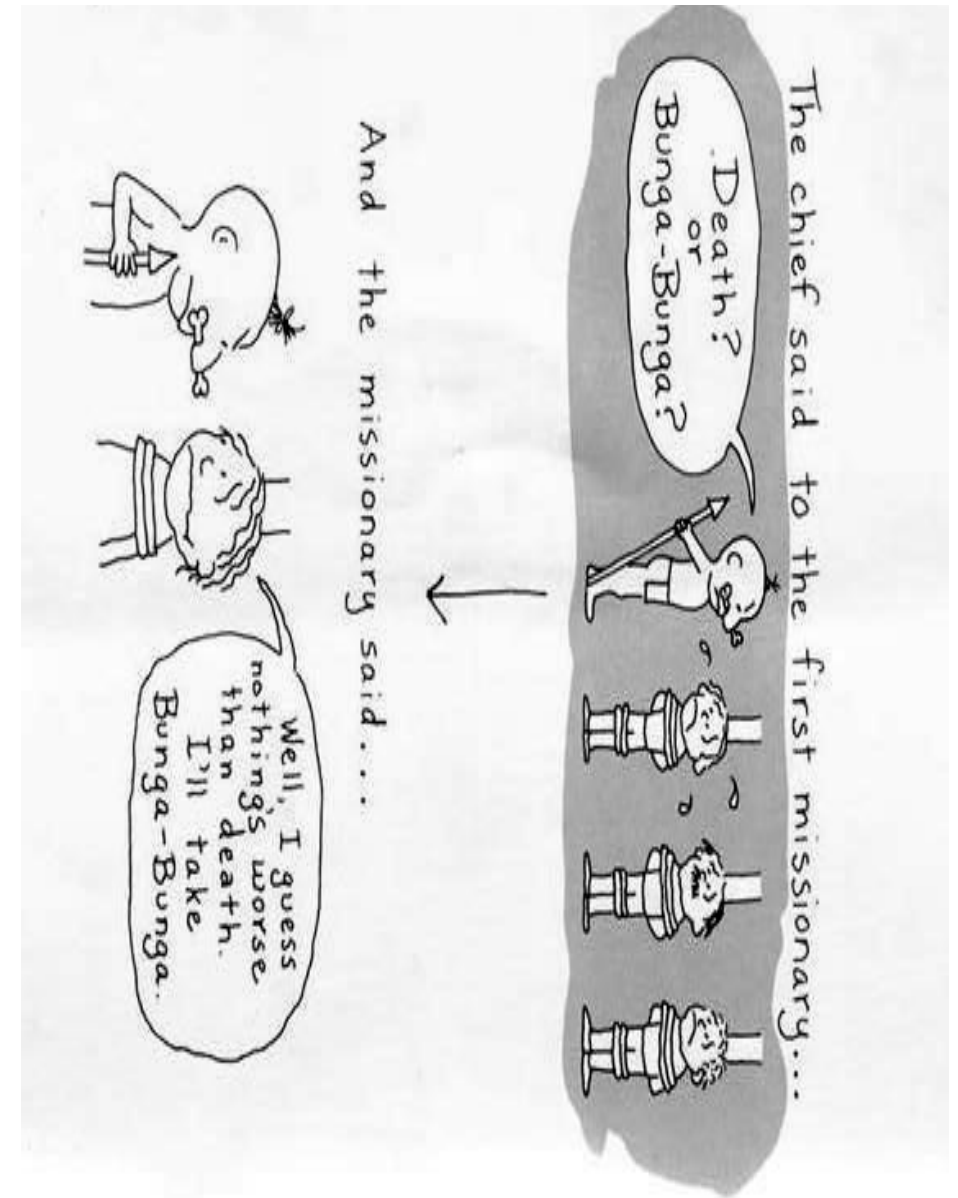 The chief said to the first missionary...
Death?
or
Bunga-Bunga?
And the missionary said...
Well, I guess
nothing's worse
than death.
I'll take
Bunga-Bunga.